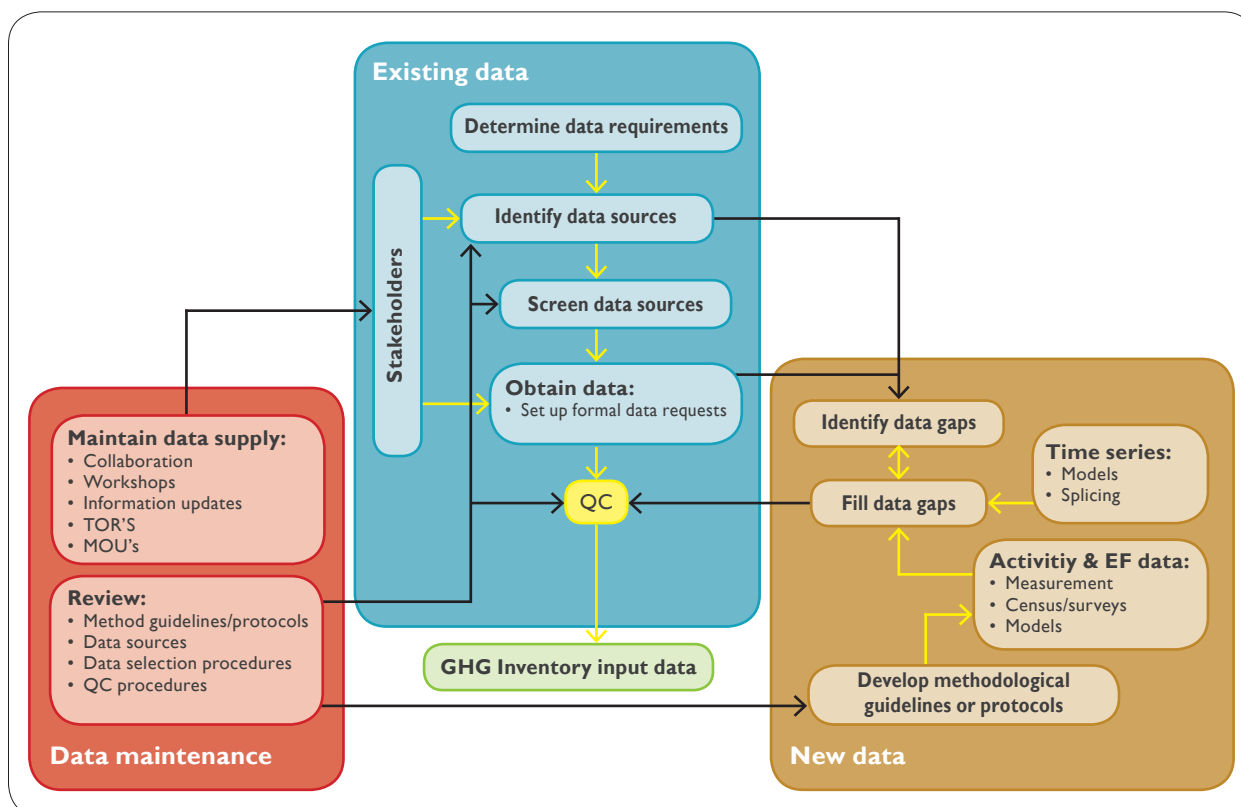 Existing data
Determine data requirements
Identify data sources
Stakeholders
Screen data sources
Obtain data:
• Set up formal data requests
QC
GHG Inventory input data
Maintain data supply:
• Collaboration
• Workshops
• Information updates
• TOR'S
• MOU's
Review:
• Method guidelines/protocols
• Data sources
• Data selection procedures
• QC procedures
Data maintenance
Identify data gaps
Time series:
• Models
• Splicing
Fill data gaps
Activitiy & EF data:
• Measurement
• Census/surveys
• Models
Develop methodological
guidelines or protocols
New data